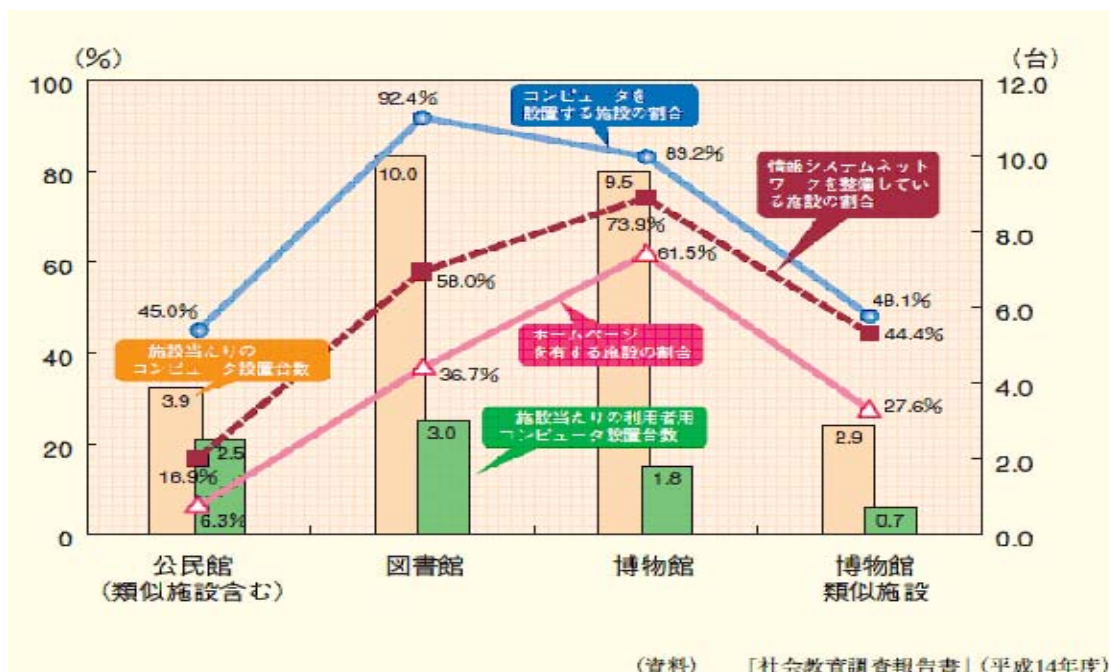 (%)
(台)
100
80
60
40
20
0
12.0
10.0
8.0
6.0
4.0
2.0
0.0
コンピュータを
設置する施設の割合
情報システムネット
ワークを整備してい
る施設の割合
ホームページ
を有する施設の割合
施設当たりの
コンピュータ設置台数
施設当たりの利用者用
コンピュータ設置台数
45.0%
92.4%
83.2%
48.1%
16.9%
58.0%
73.9%
44.4%
6.3%
36.7%
61.5%
27.6%
3.9
2.5
10.0
3.0
9.5
1.8
2.9
0.7
公民館
(類似施設含む)
図書館
博物館
博物館
類似施設
(資料) 「社会教育調査報告書」(平成14年度)